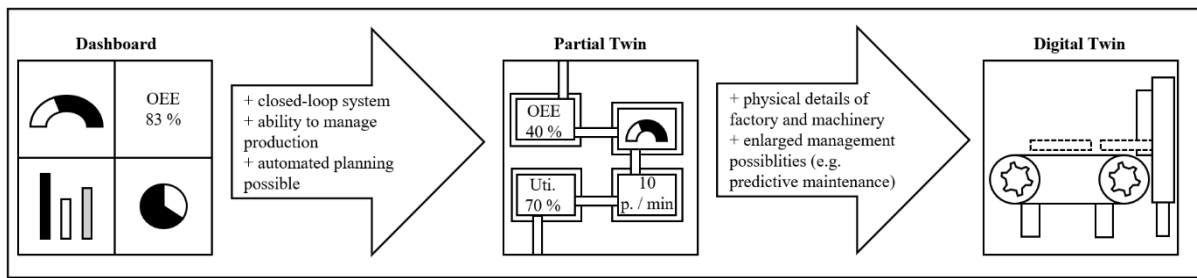 Dashboard
OEE
83 %
+ closed-loop system
+ ability to manage
production
+ automated planning
possible
Partial Twin
OEE
40 %
Uti.
70 %
10
p. / min
+ physical details of
factory and machinery
+ enlarged management
possiblities (e.g.
predictive maintenance)
Digital Twin